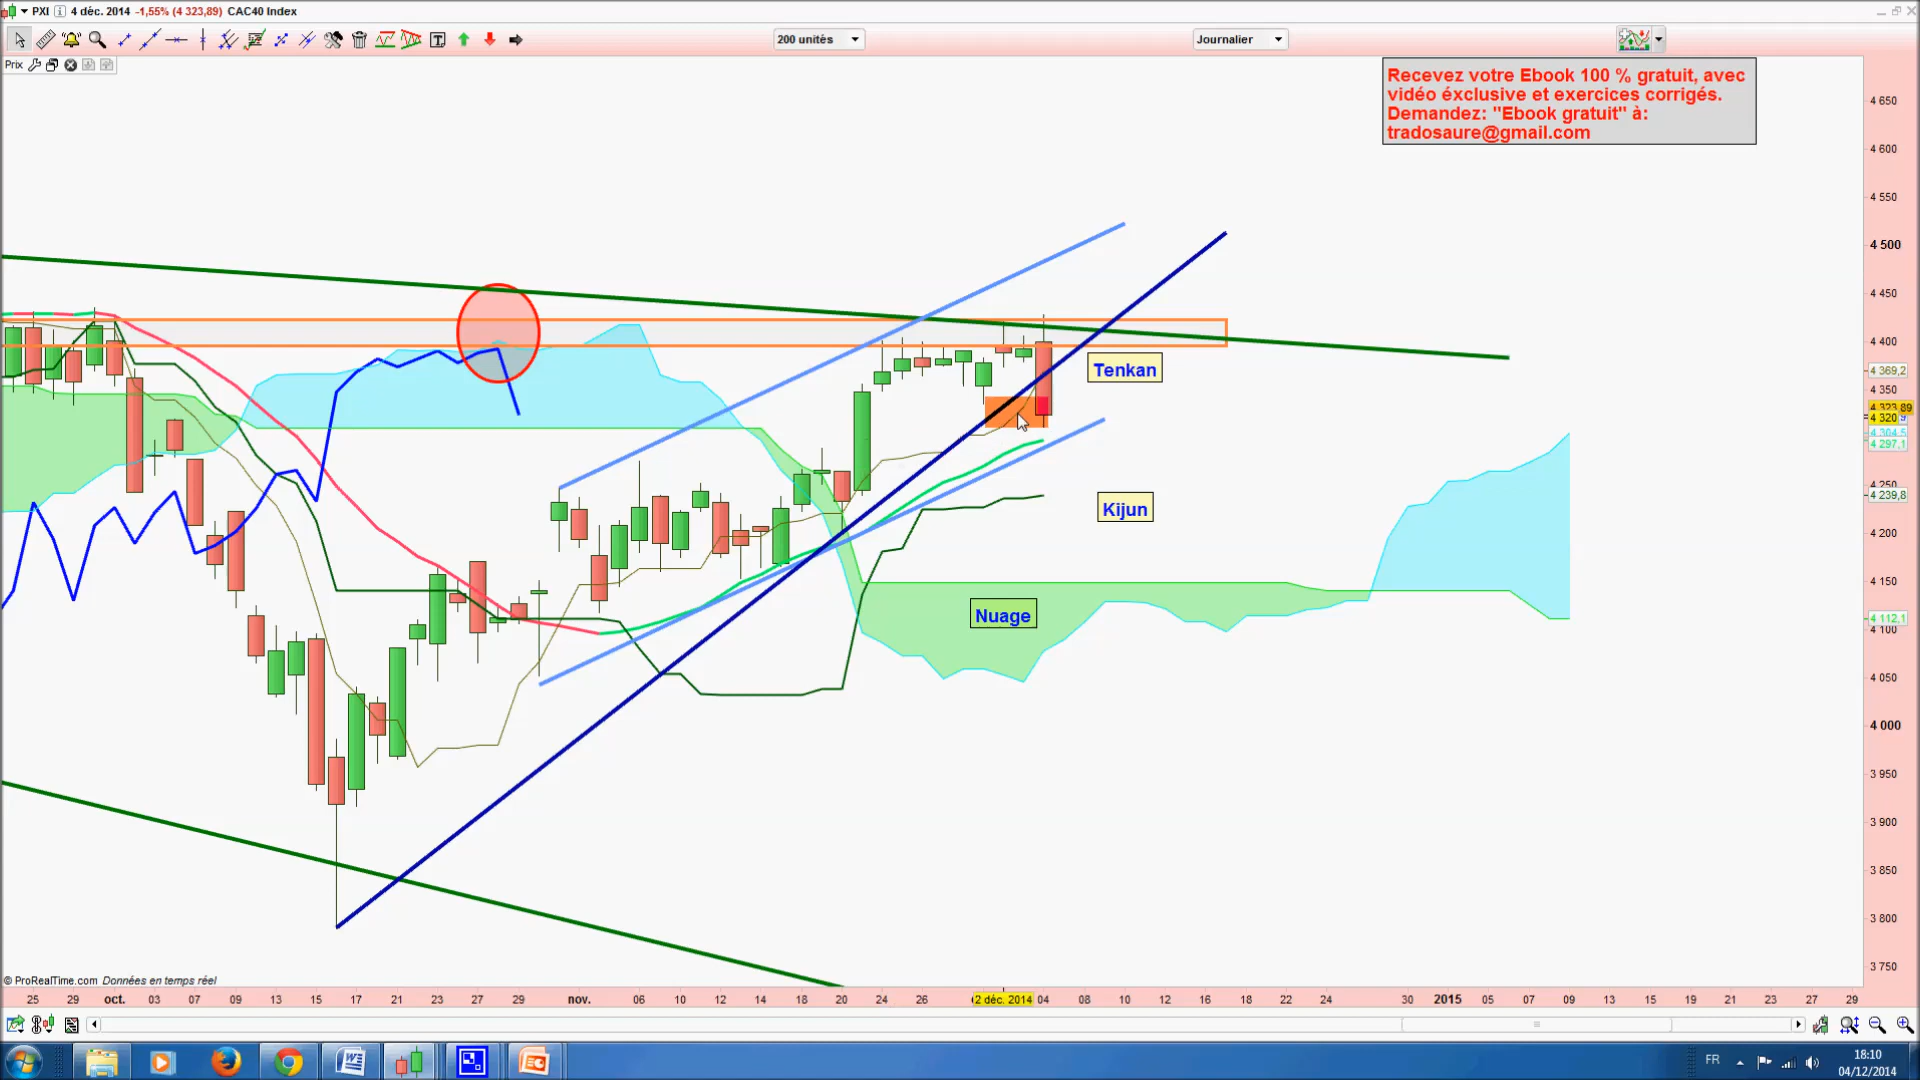 PXI 4 déc. 2014 -1,55% (4 323,89) CAC40 Index
200 unités
Journalier
Prix
Recevez votre Ebook 100 % gratuit, avec
vidéo éxclusive et exercices corrigés.
Demandez: "Ebook gratuit" à:
tradosaure@gmail.com
4 650
4 600
4 550
4 500
4 450
4 400
4 369,2
4 350
4 323,89
4 320
4 304,5
4 297,1
4 250
4 239,8
4 200
4 150
4 112,1
4 100
4 050
4 000
3 950
3 900
3 850
3 800
3 750
Tenkan
Kijun
Nuage
© ProRealTime.com Données en temps réel
25 29 oct. 03 07 09 13 15 17 21 23 27 29 nov. 06 10 12 14 18 20 24 26 2 déc. 2014 04 08 10 12 16 18 22 24 30 2015 05 07 09 13 15 19 21 23 27 29
FR
18:10
04/12/2014